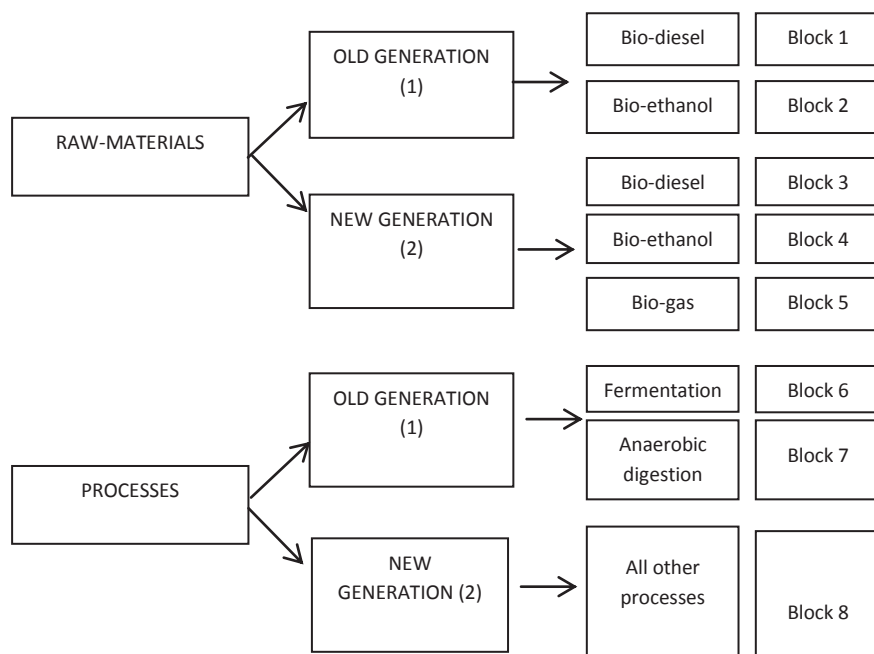 RAW-MATERIALS
OLD GENERATION
(1)
Bio-diesel
Block 1
Bio-ethanol
Block 2
NEW GENERATION
(2)
Bio-diesel
Block 3
Bio-ethanol
Block 4
Bio-gas
Block 5
PROCESSES
OLD GENERATION
(1)
Fermentation
Block 6
Anaerobic
digestion
Block 7
NEW
GENERATION (2)
All other
processes
Block 8